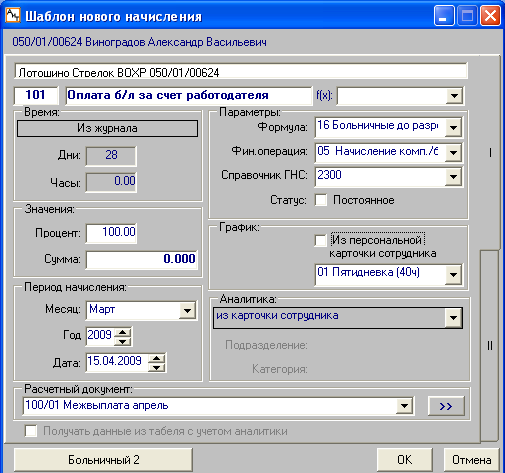 Шаблон нового начисления
050/01/00624 Виноградов Александр Васильевич
Лотошино Стрелок ВОХР 050/01/00624
101 Оплата б/л за счет работодателя f(x):
Время:
Из журнала
Дни: 28
Часы: 0.00
Параметры:
Формула: 16 Больничные до разр
Фин.операция: 05 Начисление комп./б
Справочник ГНС: 2300
Статус: Постоянное
Значения:
Процент: 100.00
Сумма: 0.000
График:
Из персональной
карточки сотрудника
01 Пятидневка (40ч)
Период начисления:
Месяц: Март
Год 2009
Дата: 15.04.2009
Аналитика:
из карточки сотрудника
Подразделение:
Категория:
I
II
Расчетный документ:
100/01 Межвыплата апрель >>
Получать данные из табеля с учетом аналитики
Больничный 2 OK Отмена